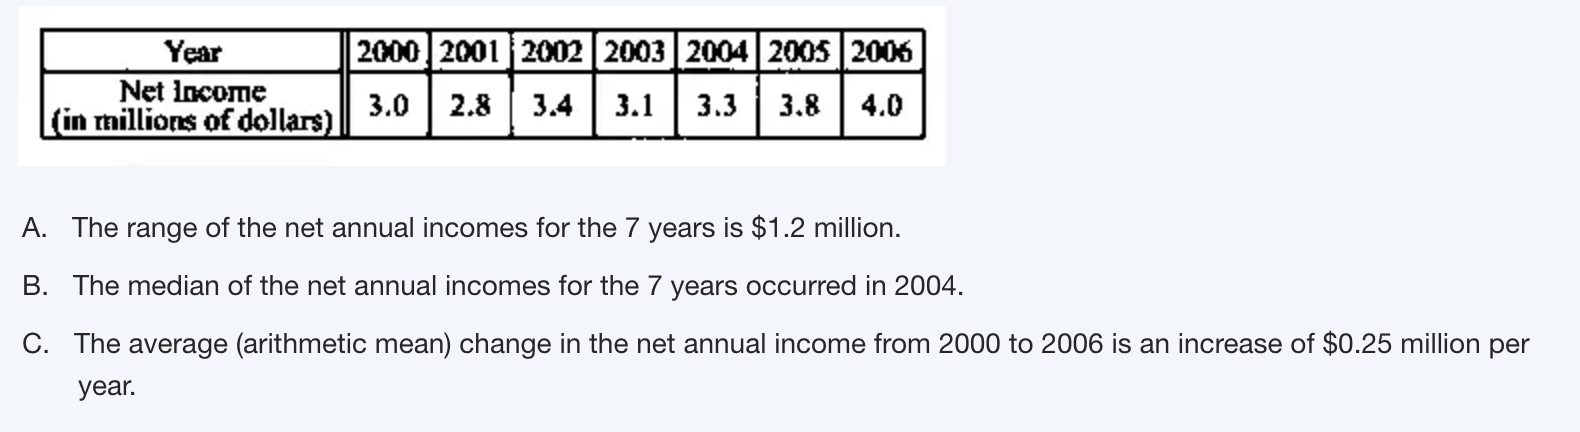 Year 2000 2001 2002 2003 2004 2005 2006
Net Income
(in millions of dollars) 3.0 2.8 3.4 3.1 3.3 3.8 4.0
A. The range of the net annual incomes for the 7 years is $1.2 million.
B. The median of the net annual incomes for the 7 years occurred in 2004.
C. The average (arithmetic mean) change in the net annual income from 2000 to 2006 is an increase of $0.25 million per
year.